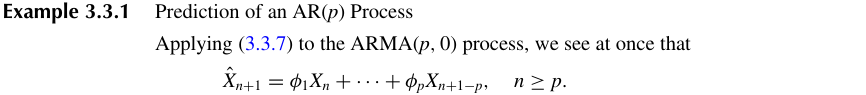 Example 3.3.1 Prediction of an AR(p) Process
Applying (3.3.7) to the ARMA(p, 0) process, we see at once that
X̂ₙ₊₁ = ϕ₁Xₙ + ··· + ϕₚXₙ₊₁₋ₚ, n ≥ p.